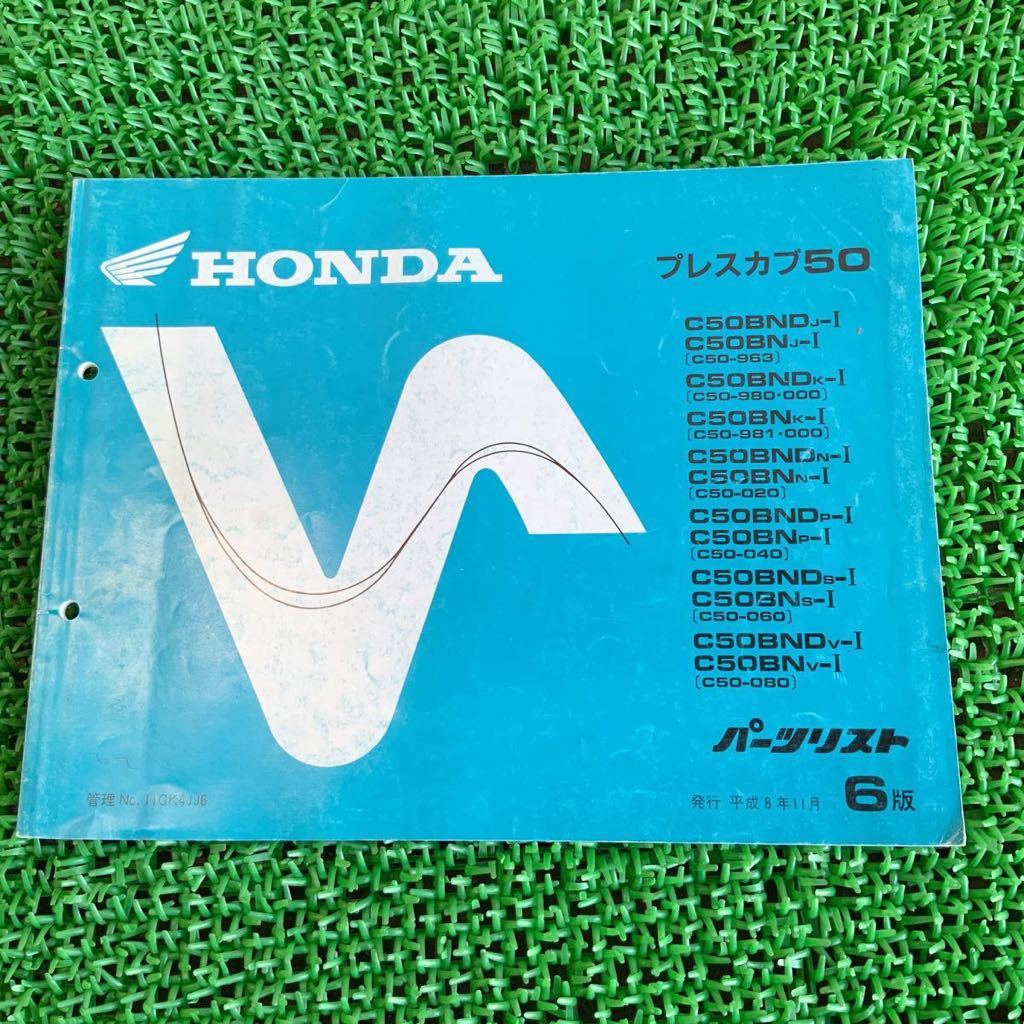 HONDA
プレスカブ50
C50BNDJ-I
C50BNJ-I
〔C50-963〕
C50BNDK-I
〔C50-980・000〕
C50BNK-I
〔C50-981・000〕
C50BNDN-I
C50BNN-I
〔C50-020〕
C50BNDP-I
C50BNP-I
〔C50-040〕
C50BNDS-I
C50BNS-I
〔C50-060〕
C50BNDV-I
C50BNV-I
〔C50-080〕
パーツリスト
管理 No. 11GK4JJ6
発行 平成8年11月 6版